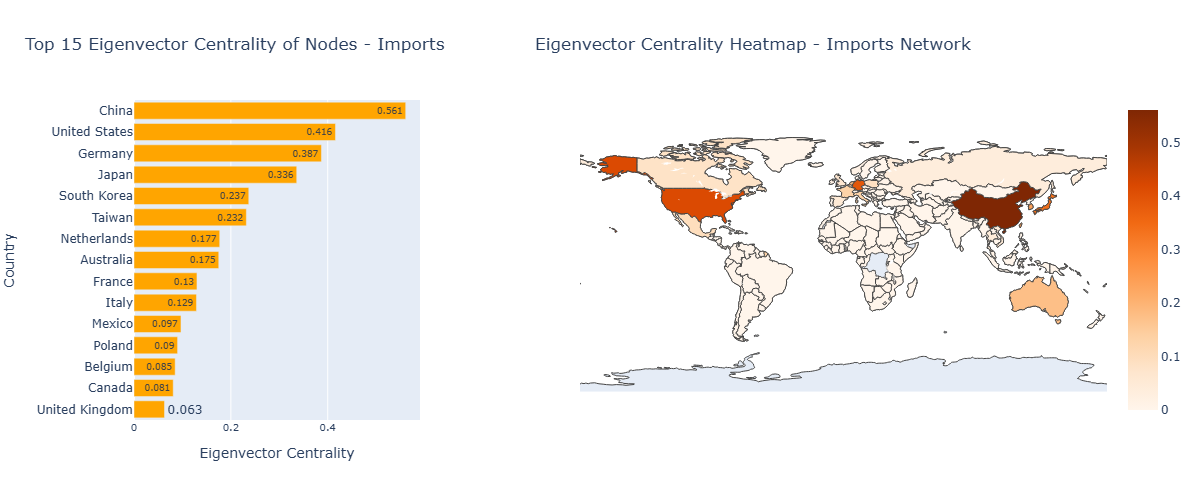 Top 15 Eigenvector Centrality of Nodes - Imports
Country
China 0.561
United States 0.416
Germany 0.387
Japan 0.336
South Korea 0.237
Taiwan 0.232
Netherlands 0.177
Australia 0.175
France 0.13
Italy 0.129
Mexico 0.097
Poland 0.09
Belgium 0.085
Canada 0.081
United Kingdom 0.063
0 0.2 0.4
Eigenvector Centrality
Eigenvector Centrality Heatmap - Imports Network
0.5
0.4
0.3
0.2
0.1
0